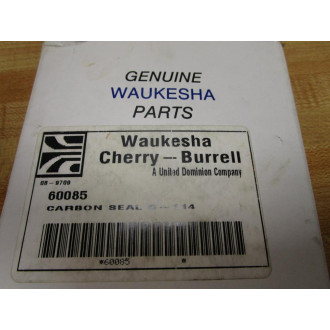 GENUINE
WAUKESHA
PARTS
Waukesha
Cherry-Burrell
A United Dominion Company
60085
CARBON SEAL
*60085 *